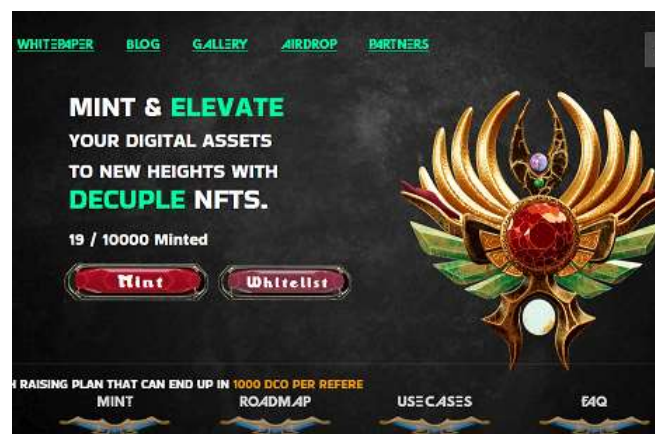 WHITEPAPER BLOG GALLERY AIRDROP PARTNERS
MINT & ELEVATE
YOUR DIGITAL ASSETS
TO NEW HEIGHTS WITH
DECUPLE NFTS.
19 / 10000 Minted
Mint Whitelist
H RAISING PLAN THAT CAN END UP IN 1000 DCO PER REFERE
MINT ROADMAP USECASES FAQ